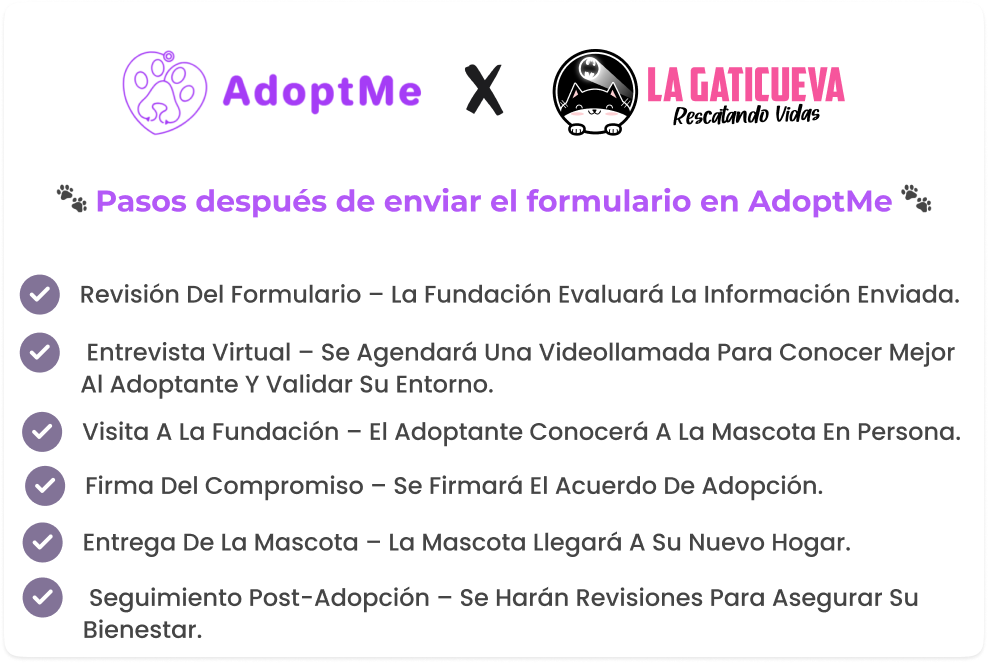 AdoptMe X LA GATICUEVA
Rescatando Vidas
Pasos después de enviar el formulario en AdoptMe
Revisión Del Formulario – La Fundación Evaluará La Información Enviada.
Entrevista Virtual – Se Agendará Una Videollamada Para Conocer Mejor
Al Adoptante Y Validar Su Entorno.
Visita A La Fundación – El Adoptante Conocerá A La Mascota En Persona.
Firma Del Compromiso – Se Firmará El Acuerdo De Adopción.
Entrega De La Mascota – La Mascota Llegará A Su Nuevo Hogar.
Seguimiento Post-Adopción – Se Harán Revisiones Para Asegurar Su
Bienestar.